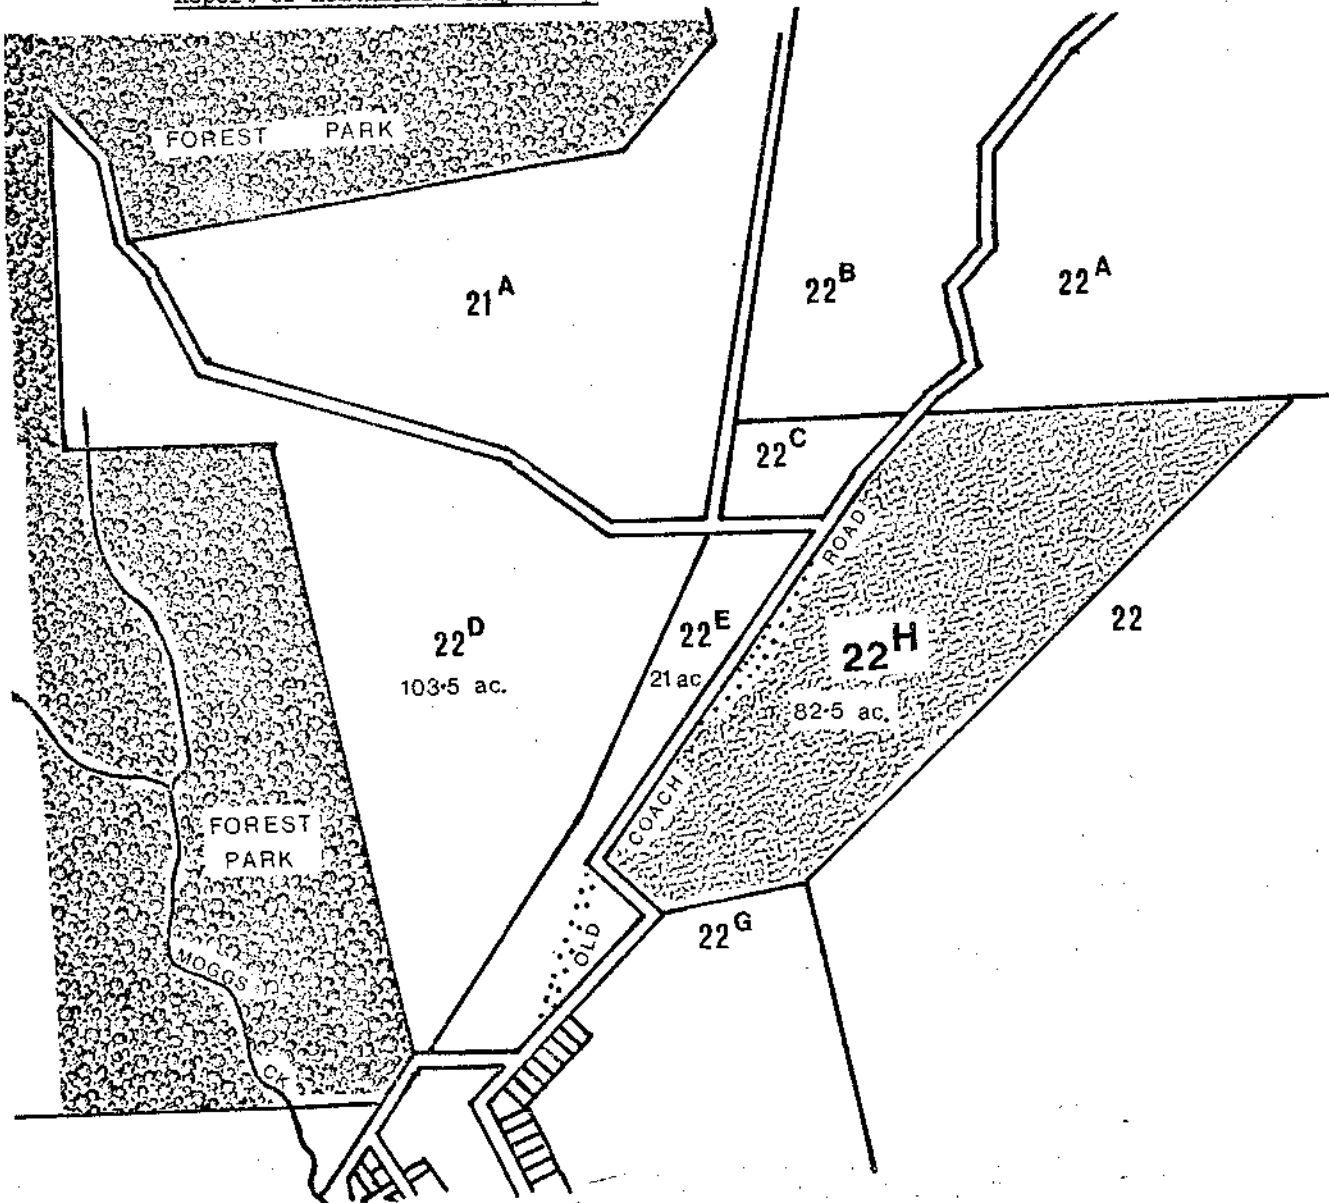 FOREST PARK
21A
22B
22A
22C
ROAD
22D
103·5 ac.
22E
21 ac
22H
82·5 ac.
22
COACH
FOREST
PARK
22G
OLD
MOGGS
CK